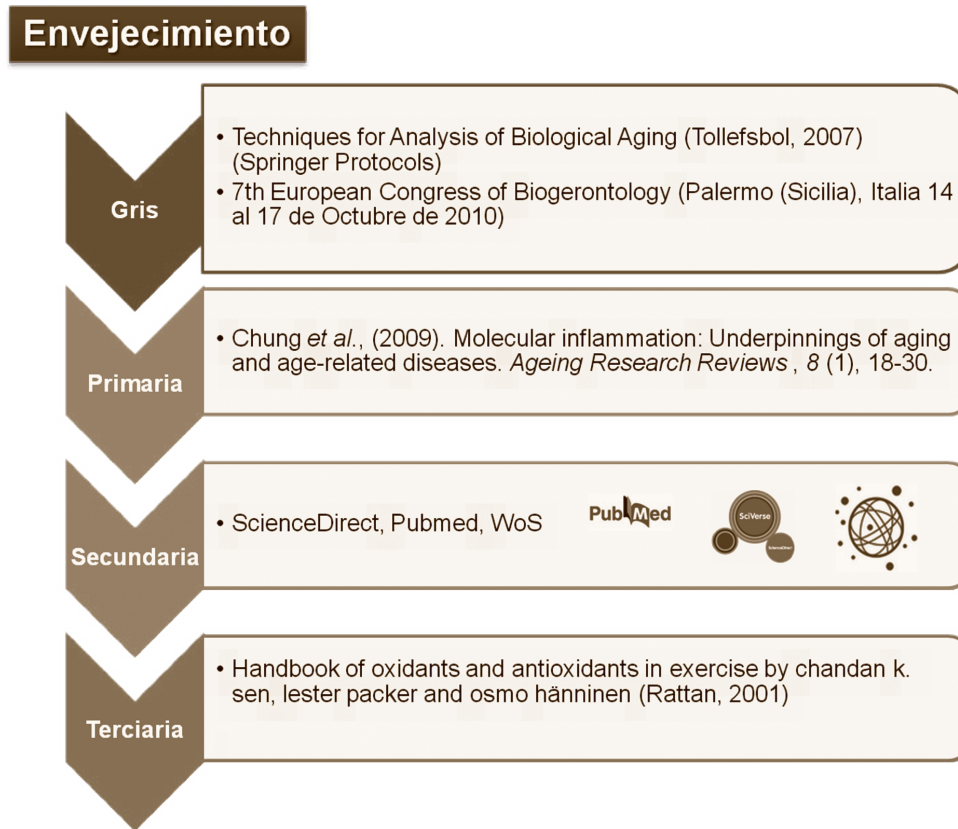 Envejecimiento
Gris
• Techniques for Analysis of Biological Aging (Tollefsbol, 2007)
(Springer Protocols)
• 7th European Congress of Biogerontology (Palermo (Sicilia), Italia 14
al 17 de Octubre de 2010)
Primaria
• Chung et al., (2009). Molecular inflammation: Underpinnings of aging
and age-related diseases. Ageing Research Reviews , 8 (1), 18-30.
Secundaria
• ScienceDirect, Pubmed, WoS
PubMed
SciVerse
ScienceDirect
Terciaria
• Handbook of oxidants and antioxidants in exercise by chandan k.
sen, lester packer and osmo hänninen (Rattan, 2001)